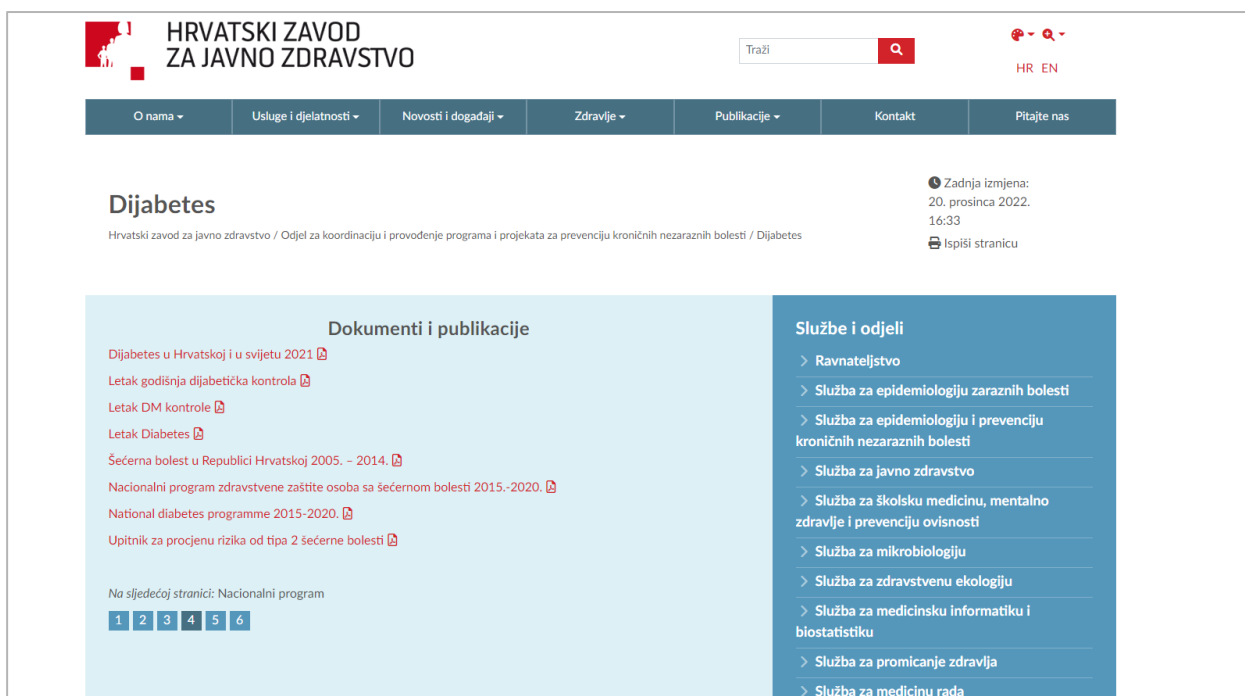 HRVATSKI ZAVOD
ZA JAVNO ZDRAVSTVO
Traži
HR EN
O nama
Usluge i djelatnosti
Novosti i događaji
Zdravlje
Publikacije
Kontakt
Pitajte nas
Dijabetes
Hrvatski zavod za javno zdravstvo / Odjel za koordinaciju i provođenje programa i projekata za prevenciju kroničnih nezaraznih bolesti / Dijabetes
Zadnja izmjena:
20. prosinca 2022.
16:33
Ispiši stranicu
Dokumenti i publikacije
Dijabetes u Hrvatskoj i u svijetu 2021
Letak godišnja dijabetička kontrola
Letak DM kontrole
Letak Diabetes
Šećerna bolest u Republici Hrvatskoj 2005. – 2014.
Nacionalni program zdravstvene zaštite osoba sa šećernom bolesti 2015.-2020.
National diabetes programme 2015-2020.
Upitnik za procjenu rizika od tipa 2 šećerne bolesti
Na sljedećoj stranici: Nacionalni program
1 2 3 4 5 6
Službe i odjeli
Ravnateljstvo
Služba za epidemiologiju zaraznih bolesti
Služba za epidemiologiju i prevenciju
kroničnih nezaraznih bolesti
Služba za javno zdravstvo
Služba za školsku medicinu, mentalno
zdravlje i prevenciju ovisnosti
Služba za mikrobiologiju
Služba za zdravstvenu ekologiju
Služba za medicinsku informatiku i
biostatistiku
Služba za promicanje zdravlja
Služba za medicinu rada